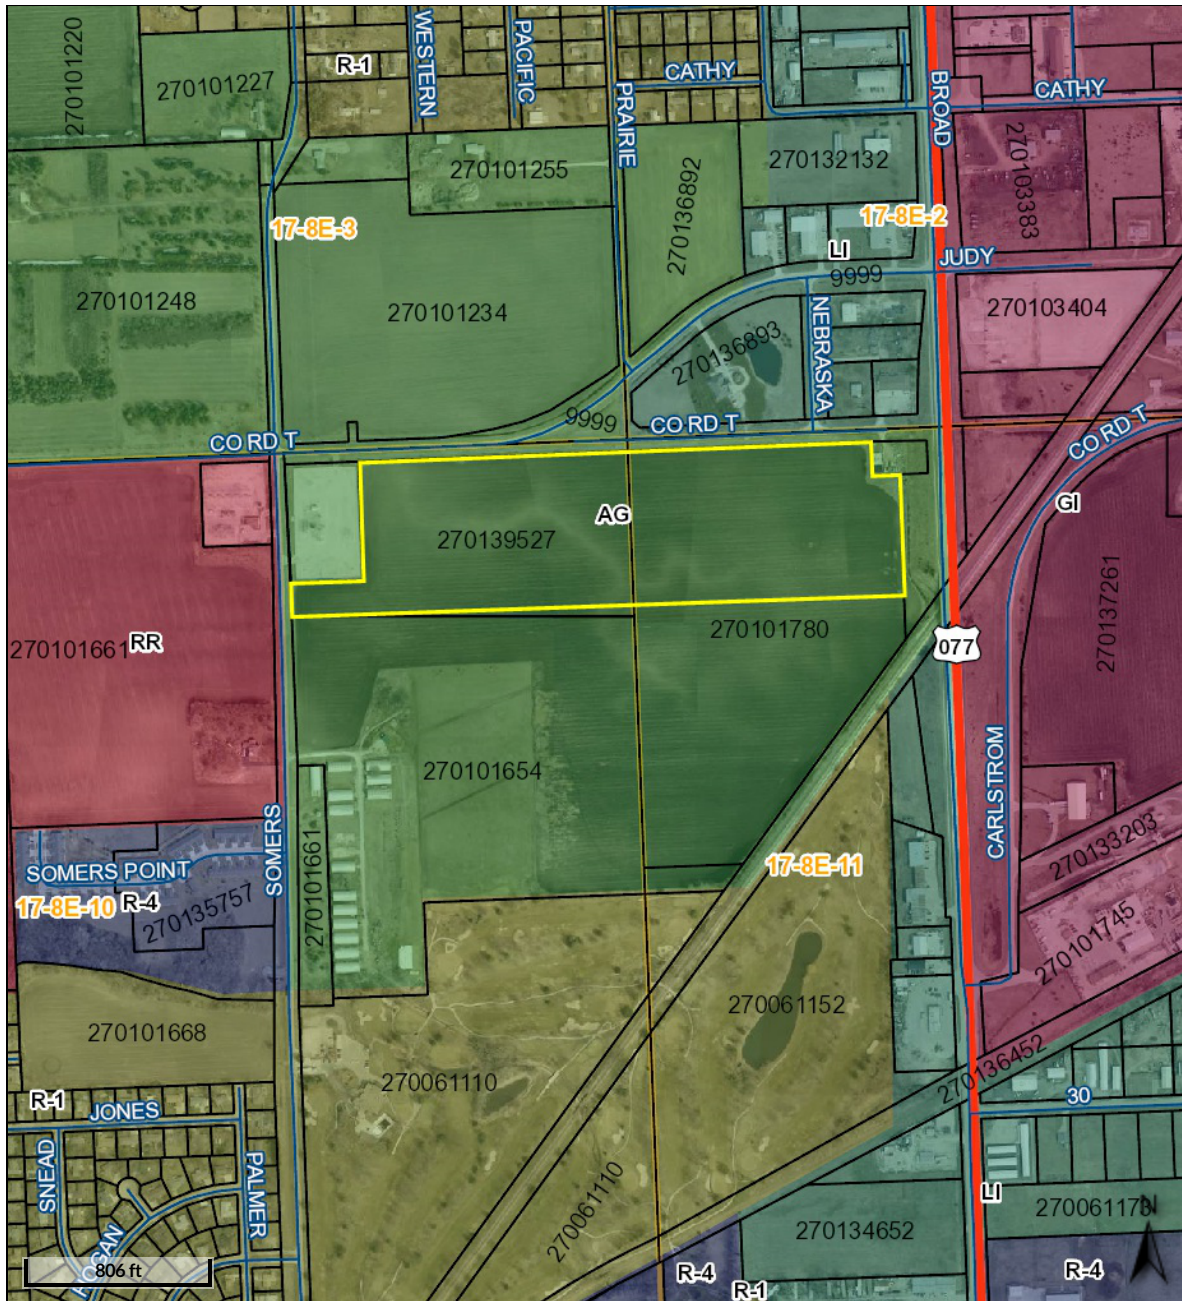 270101220
270101227
R-1
WESTERN
PACIFIC
PRAIRIE
CATHY
BROAD
CATHY
270101255
270136892
270132132
270103383
17-8E-3
17-8E-2
LI
9999
JUDY
270101248
270101234
270136893
NEBRASKA
270103404
9999
CO RD T
CO RD T
CO RD T
GI
AG
270139527
270137261
270101661
RR
270101780
077
CARLSTROM
270101654
SOMERS
270101661
SOMERS POINT
R-4
17-8E-10
270135757
17-8E-11
270133203
270101745
270101668
270061152
270061110
270136452
30
R-1
JONES
SNEAD
PALMER
HOGAN
270061110
LI
N
270134652
R-4
R-1
R-4
806 ft